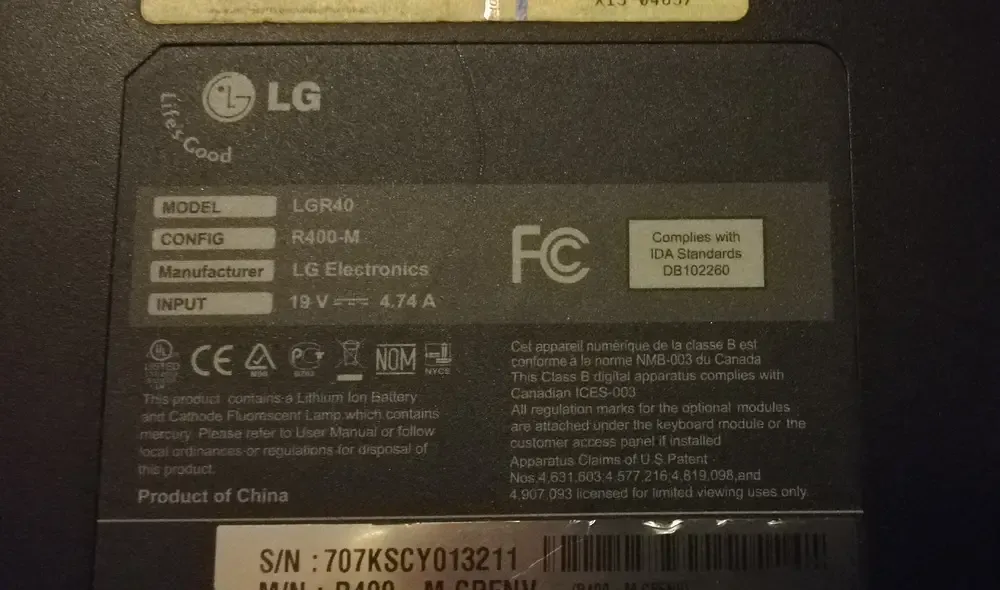 X15-04657
Life's Good
LG
MODEL LGR40
CONFIG R400-M
Manufacturer LG Electronics
INPUT 19 V 4.74 A
FC
Complies with
IDA Standards
DB102260
UL
LISTED
CE
NOM
NYCE
This product contains a Lithium Ion Battery
and Cathode Fluorescent Lamp which contains
mercury. Please refer to User Manual or follow
local ordinances or regulations for disposal of
this product.
Product of China
Cet appareil numérique de la classe B est
conforme à la norme NMB-003 du Canada
This Class B digital apparatus complies with
Canadian ICES-003
All regulation marks for the optional modules
are attached under the keyboard module or the
customer access panel if installed
Apparatus Claims of U.S.Patent
Nos,4,631,603;4,577,216;4,819,098,and
4,907,093 licensed for limited viewing uses only.
S/N : 707KSCY013211